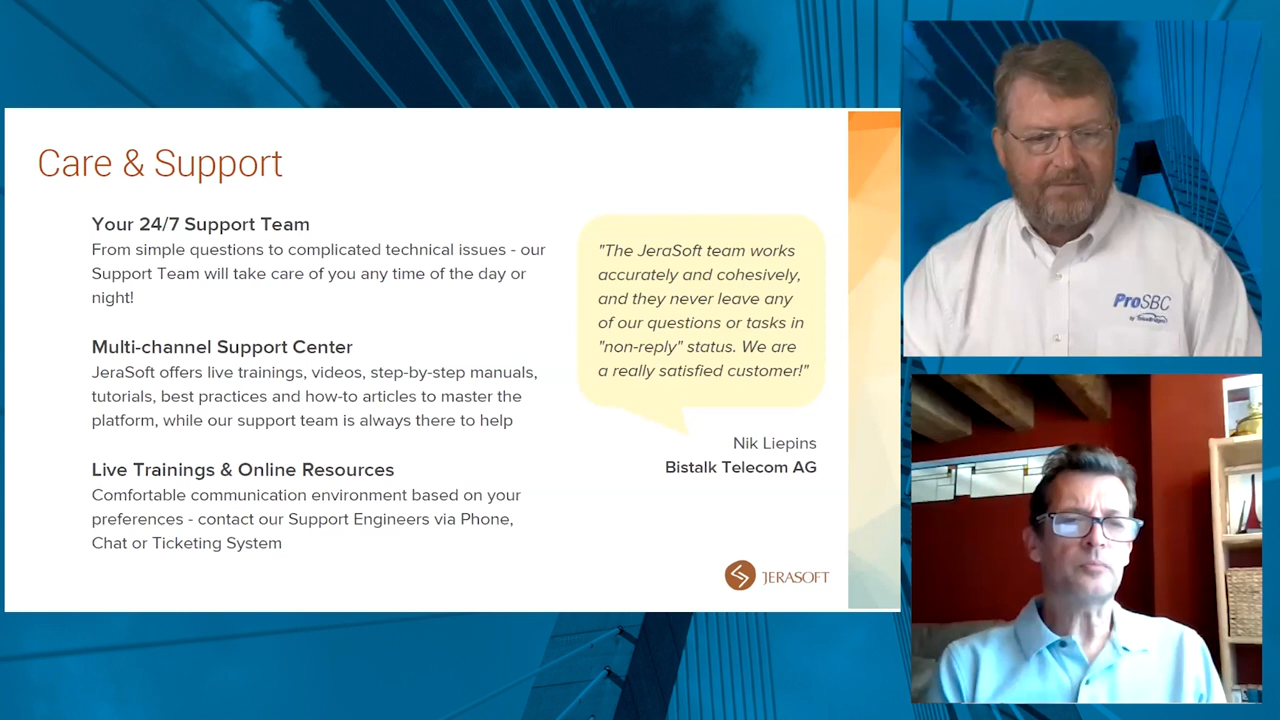 Care & Support
Your 24/7 Support Team
From simple questions to complicated technical issues - our
Support Team will take care of you any time of the day or
night!
Multi-channel Support Center
JeraSoft offers live trainings, videos, step-by-step manuals,
tutorials, best practices and how-to articles to master the
platform, while our support team is always there to help
Live Trainings & Online Resources
Comfortable communication environment based on your
preferences - contact our Support Engineers via Phone,
Chat or Ticketing System
"The JeraSoft team works
accurately and cohesively,
and they never leave any
of our questions or tasks in
"non-reply" status. We are
a really satisfied customer!"
Nik Liepins
Bistalk Telecom AG
JERASOFT
ProSBC